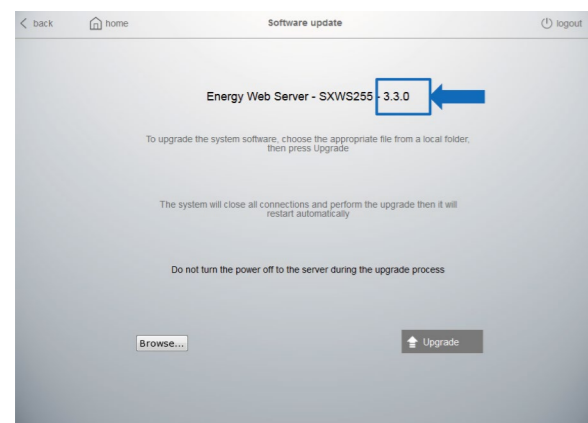 back
home
Software update
logout
Energy Web Server - SXWS255 - 3.3.0
To upgrade the system software, choose the appropriate file from a local folder,
then press Upgrade
The system will close all connections and perform the upgrade then it will
restart automatically
Do not turn the power off to the server during the upgrade process
Browse...
Upgrade